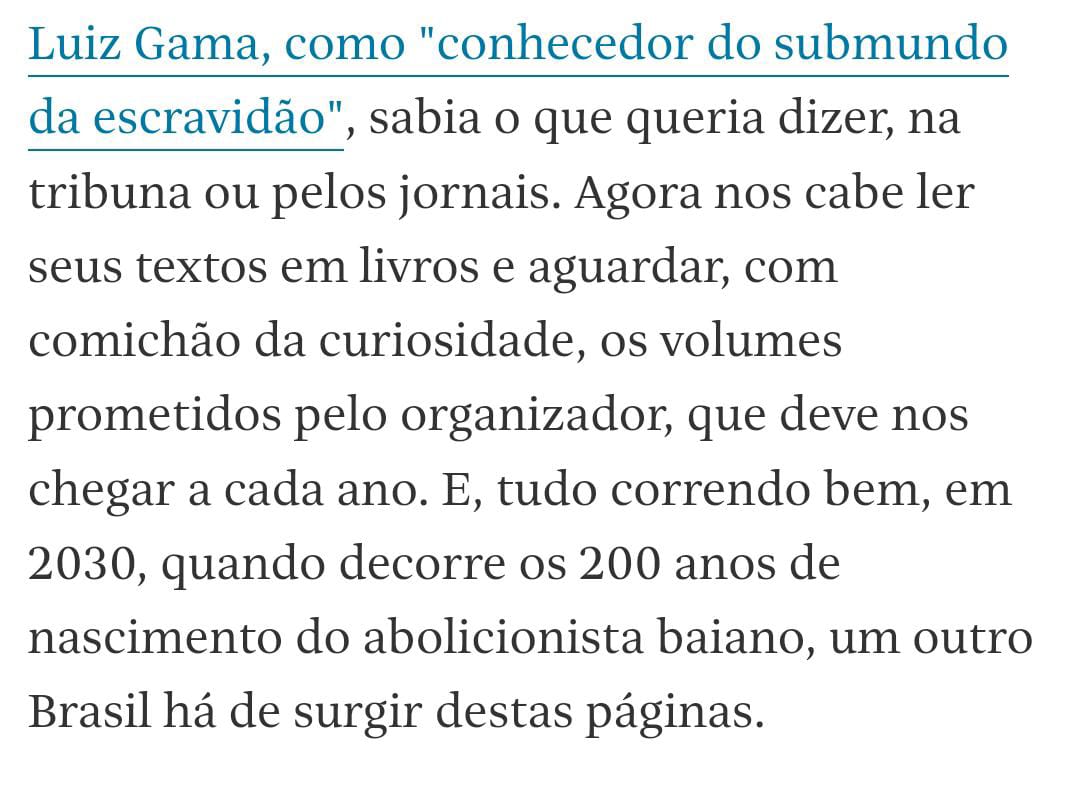 Luiz Gama, como "conhecedor do submundo
da escravidão", sabia o que queria dizer, na
tribuna ou pelos jornais. Agora nos cabe ler
seus textos em livros e aguardar, com
comichão da curiosidade, os volumes
prometidos pelo organizador, que deve nos
chegar a cada ano. E, tudo correndo bem, em
2030, quando decorre os 200 anos de
nascimento do abolicionista baiano, um outro
Brasil há de surgir destas páginas.